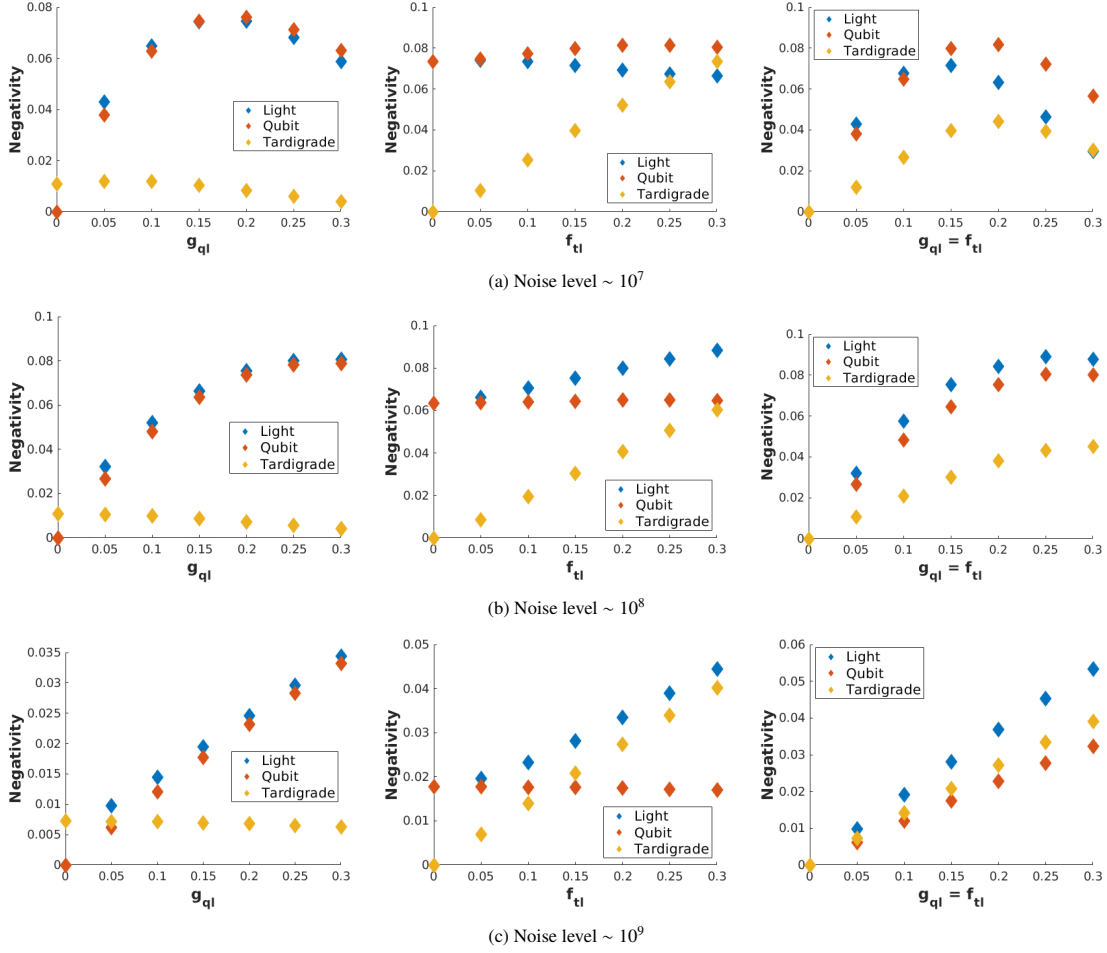 Negativity
0.08
0.06
0.04
0.02
0
0 0.05 0.1 0.15 0.2 0.25 0.3
g_ql
Light
Qubit
Tardigrade
Negativity
0.1
0.08
0.06
0.04
0.02
0
0 0.05 0.1 0.15 0.2 0.25 0.3
f_tl
Light
Qubit
Tardigrade
Negativity
0.1
0.08
0.06
0.04
0.02
0
0 0.05 0.1 0.15 0.2 0.25 0.3
g_ql = f_tl
Light
Qubit
Tardigrade
(a) Noise level ~ 10^7
Negativity
0.1
0.08
0.06
0.04
0.02
0
0 0.05 0.1 0.15 0.2 0.25 0.3
g_ql
Light
Qubit
Tardigrade
Negativity
0.1
0.08
0.06
0.04
0.02
0
0 0.05 0.1 0.15 0.2 0.25 0.3
f_tl
Light
Qubit
Tardigrade
Negativity
0.1
0.08
0.06
0.04
0.02
0
0 0.05 0.1 0.15 0.2 0.25 0.3
g_ql = f_tl
Light
Qubit
Tardigrade
(b) Noise level ~ 10^8
Negativity
0.035
0.03
0.025
0.02
0.015
0.01
0.005
0
0 0.05 0.1 0.15 0.2 0.25 0.3
g_ql
Light
Qubit
Tardigrade
Negativity
0.05
0.04
0.03
0.02
0.01
0
0 0.05 0.1 0.15 0.2 0.25 0.3
f_tl
Light
Qubit
Tardigrade
Negativity
0.06
0.05
0.04
0.03
0.02
0.01
0
0 0.05 0.1 0.15 0.2 0.25 0.3
g_ql = f_tl
Light
Qubit
Tardigrade
(c) Noise level ~ 10^9